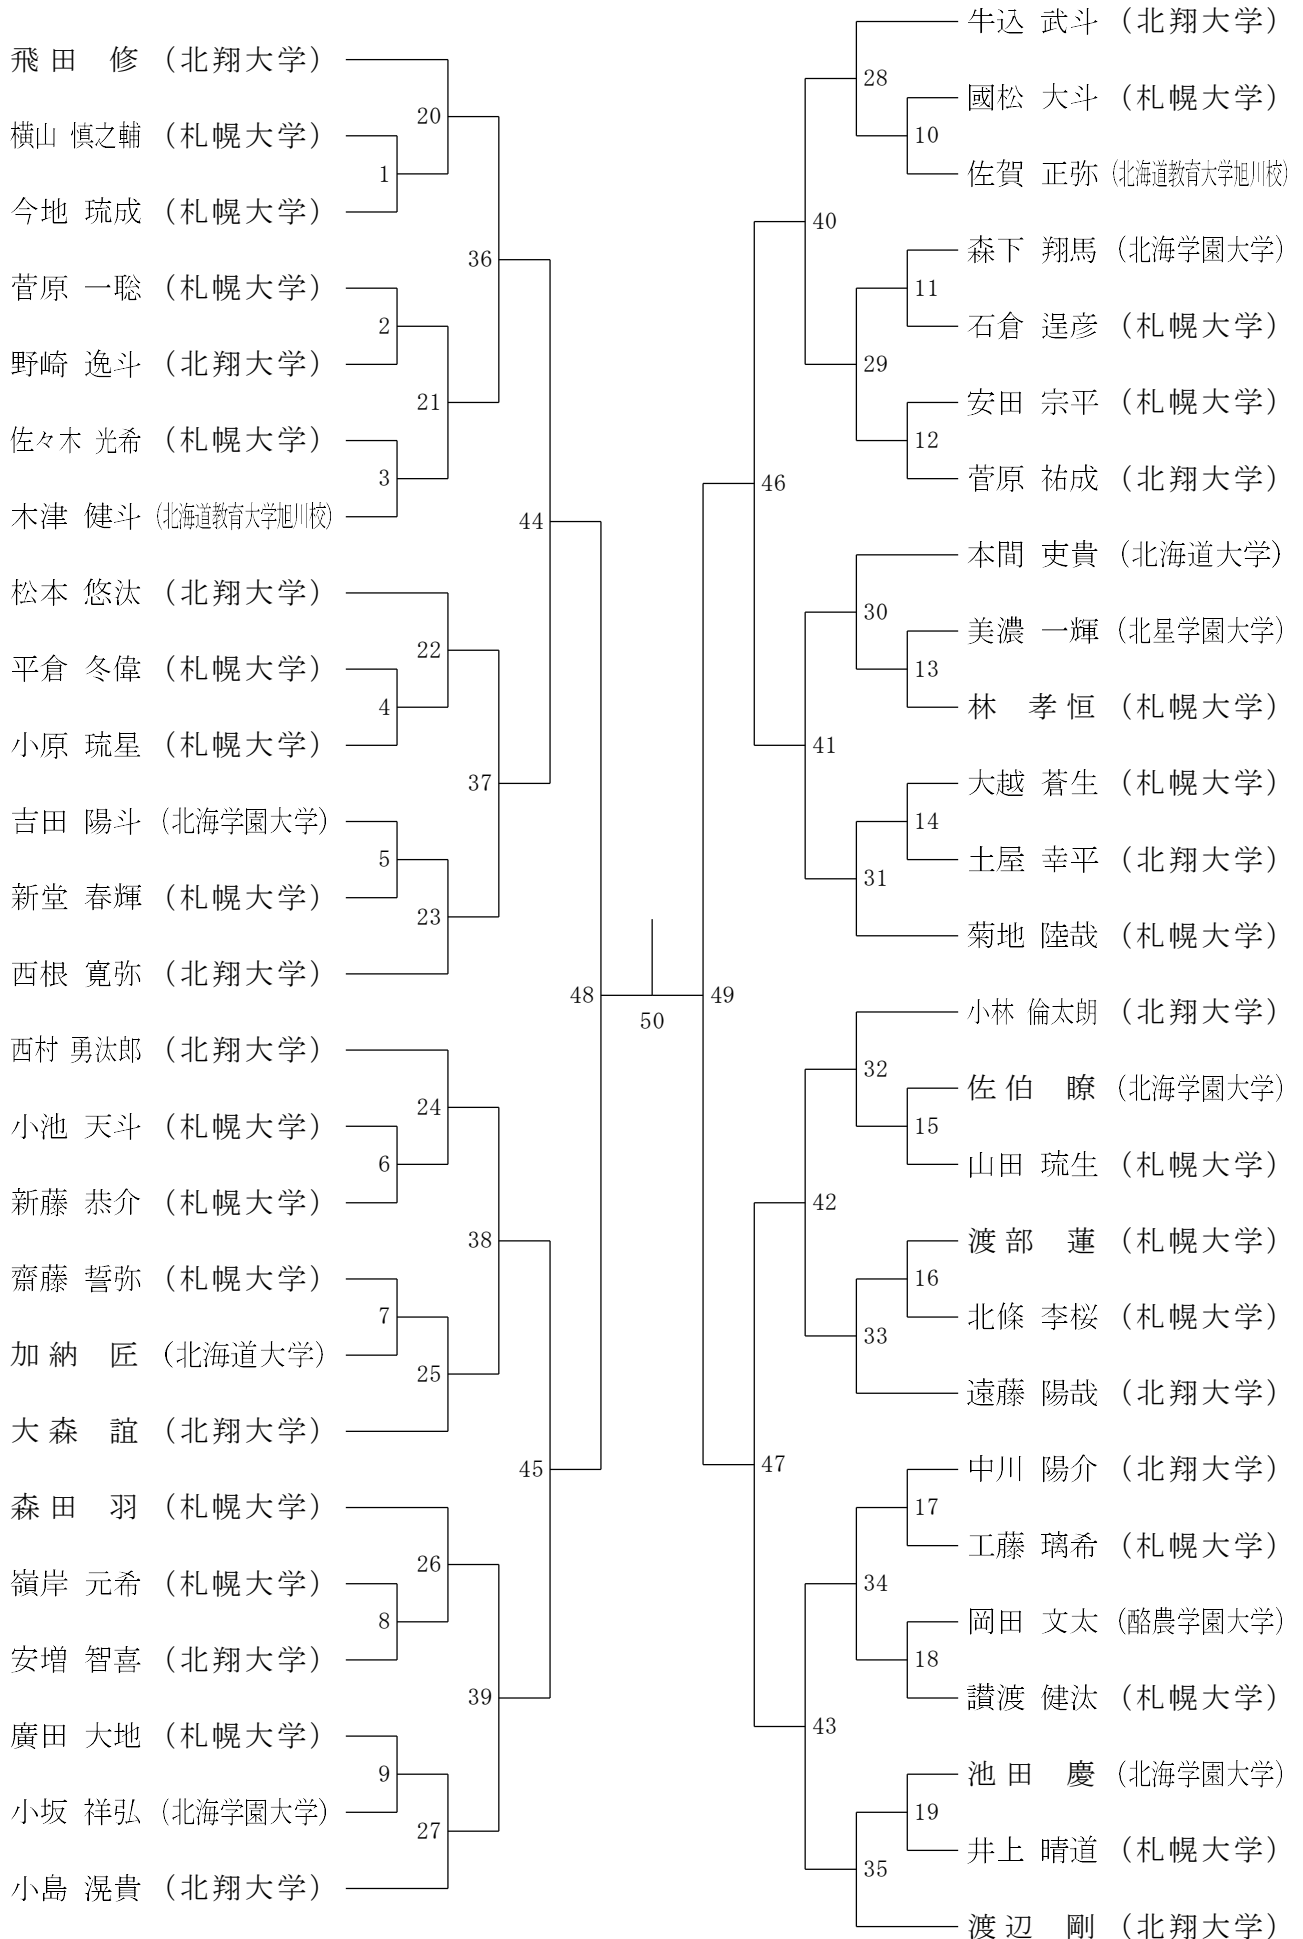 飛田 修 (北翔大学)
横山 慎之輔 (札幌大学)
今地 琉成 (札幌大学)
菅原 一聡 (札幌大学)
野崎 逸斗 (北翔大学)
佐々木 光希 (札幌大学)
木津 健斗 (北海道教育大学旭川校)
松本 悠汰 (北翔大学)
平倉 冬偉 (札幌大学)
小原 琉星 (札幌大学)
吉田 陽斗 (北海学園大学)
新堂 春輝 (札幌大学)
西根 寛弥 (北翔大学)
西村 勇汰郎 (北翔大学)
小池 天斗 (札幌大学)
新藤 恭介 (札幌大学)
齋藤 誓弥 (札幌大学)
加納 匠 (北海道大学)
大森 誼 (北翔大学)
森田 羽 (札幌大学)
嶺岸 元希 (札幌大学)
安増 智喜 (北翔大学)
廣田 大地 (札幌大学)
小坂 祥弘 (北海学園大学)
小島 滉貴 (北翔大学)
1
2
3
4
5
6
7
8
9
20
21
22
23
24
25
26
27
36
37
38
39
44
45
48
50
49
46
47
40
41
42
43
28
29
30
31
32
33
34
35
10
11
12
13
14
15
16
17
18
19
牛込 武斗 (北翔大学)
國松 大斗 (札幌大学)
佐賀 正弥 (北海道教育大学旭川校)
森下 翔馬 (北海学園大学)
石倉 逞彦 (札幌大学)
安田 宗平 (札幌大学)
菅原 祐成 (北翔大学)
本間 吏貴 (北海道大学)
美濃 一輝 (北星学園大学)
林 孝恒 (札幌大学)
大越 蒼生 (札幌大学)
土屋 幸平 (北翔大学)
菊地 陸哉 (札幌大学)
小林 倫太朗 (北翔大学)
佐伯 瞭 (北海学園大学)
山田 琉生 (札幌大学)
渡部 蓮 (札幌大学)
北條 李桜 (札幌大学)
遠藤 陽哉 (北翔大学)
中川 陽介 (北翔大学)
工藤 璃希 (札幌大学)
岡田 文太 (酪農学園大学)
讃渡 健汰 (札幌大学)
池田 慶 (北海学園大学)
井上 晴道 (札幌大学)
渡辺 剛 (北翔大学)